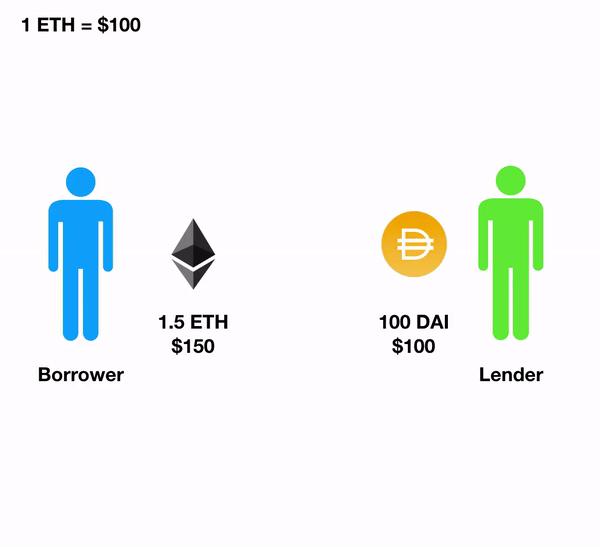 1 ETH = $100
1.5 ETH
$150
100 DAI
$100
Borrower
Lender